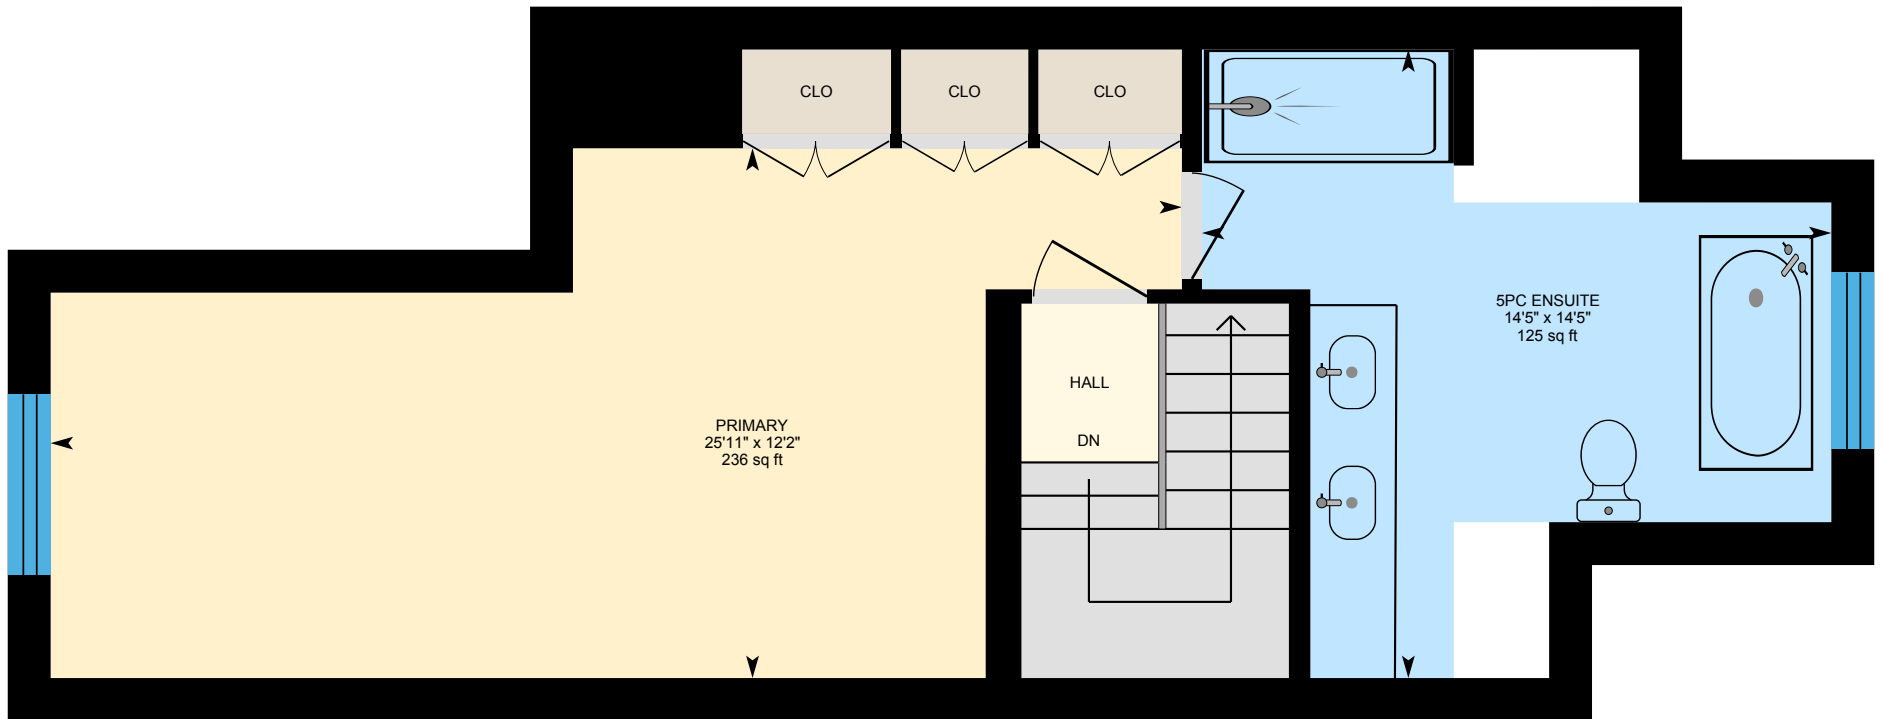 CLO
CLO
CLO
5PC ENSUITE
14'5" x 14'5"
125 sq ft
HALL
DN
PRIMARY
25'11" x 12'2"
236 sq ft